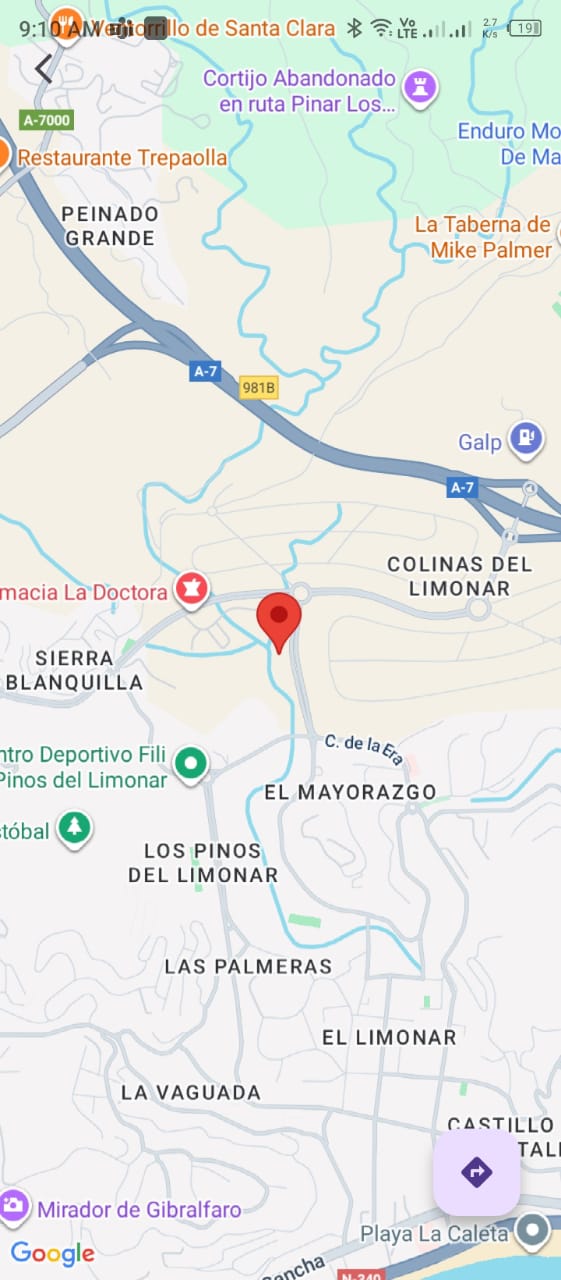 9:10 AM
Ventorrillo de Santa Clara
Vo
LTE
2.7
K/s
19
Cortijo Abandonado
en ruta Pinar Los...
A-7000
Enduro Mo
De Ma
Restaurante Trepaolla
PEINADO
GRANDE
La Taberna de
Mike Palmer
A-7
981B
Galp
A-7
COLINAS DEL
LIMONAR
macia La Doctora
SIERRA
BLANQUILLA
C. de la Era
ntro Deportivo Fili
Pinos del Limonar
EL MAYORAZGO
stóbal
LOS PINOS
DEL LIMONAR
LAS PALMERAS
EL LIMONAR
LA VAGUADA
CASTILLO
TAL
Mirador de Gibralfaro
Playa La Caleta
Google
ancha
N-340